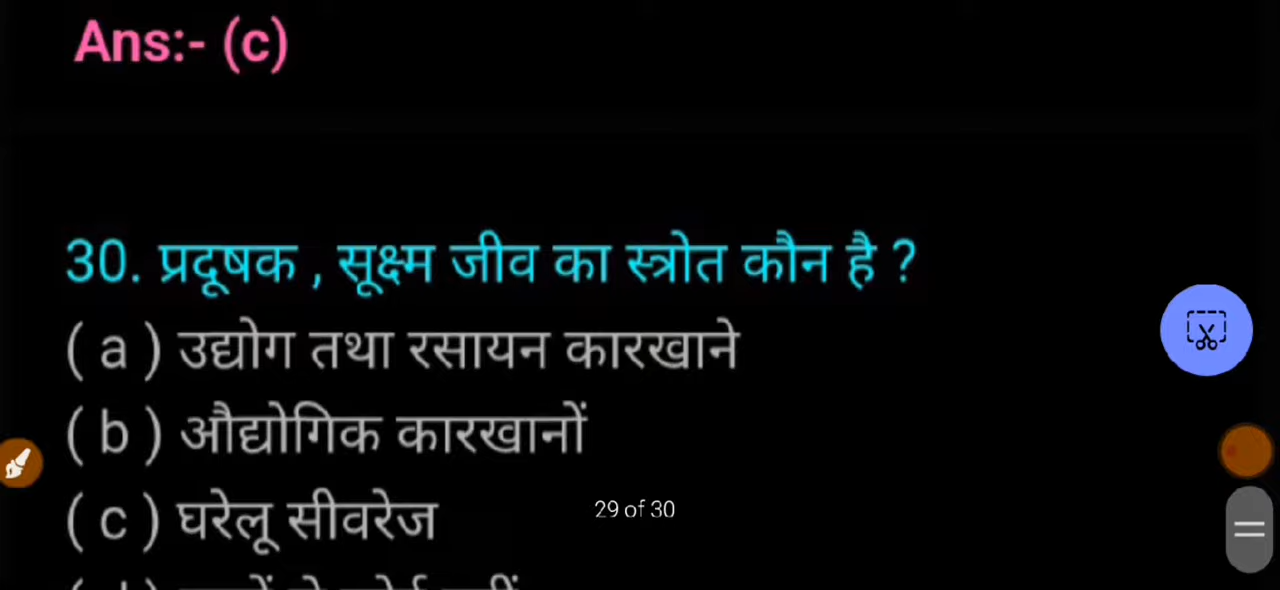 Ans:- (c)
30. प्रदूषक , सूक्ष्म जीव का स्त्रोत कौन है ?
( a ) उद्योग तथा रसायन कारखाने
( b ) औद्योगिक कारखानों
( c ) घरेलू सीवरेज
29 of 30